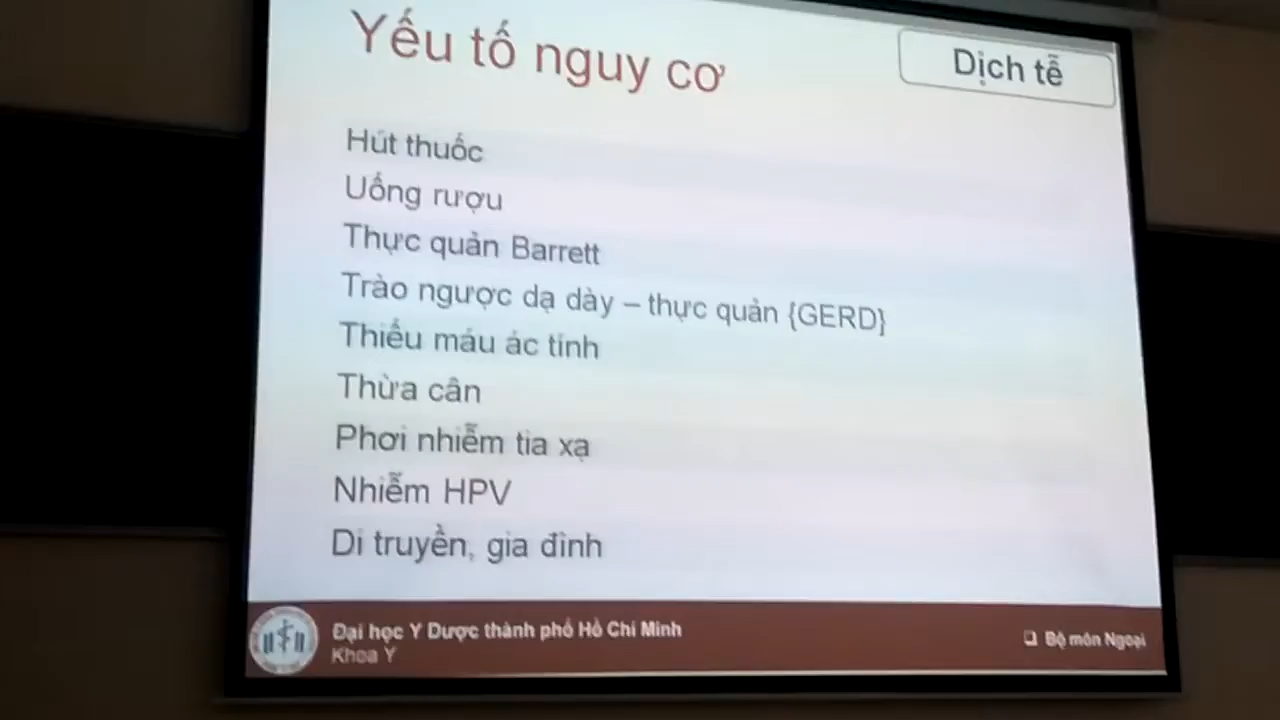 Yếu tố nguy cơ
Dịch tễ
Hút thuốc
Uống rượu
Thực quản Barrett
Trào ngược dạ dày – thực quản {GERD}
Thiếu máu ác tính
Thừa cân
Phơi nhiễm tia xạ
Nhiễm HPV
Di truyền, gia đình
Đại học Y Dược thành phố Hồ Chí Minh
Khoa Y
❑ Bộ môn Ngoại